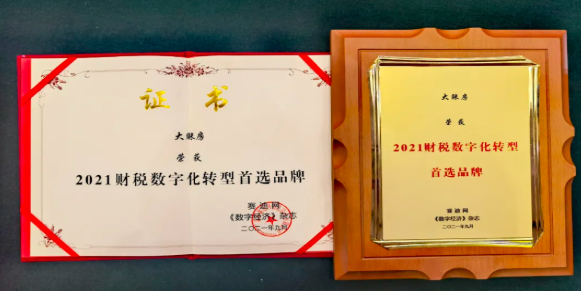 证书
大账房
荣获
2021财税数字化转型首选品牌
赛迪网
《数字经济》杂志
二〇二一年九月
大账房
荣获
2021财税数字化转型
首选品牌
赛迪网
《数字经济》杂志
二〇二一年九月